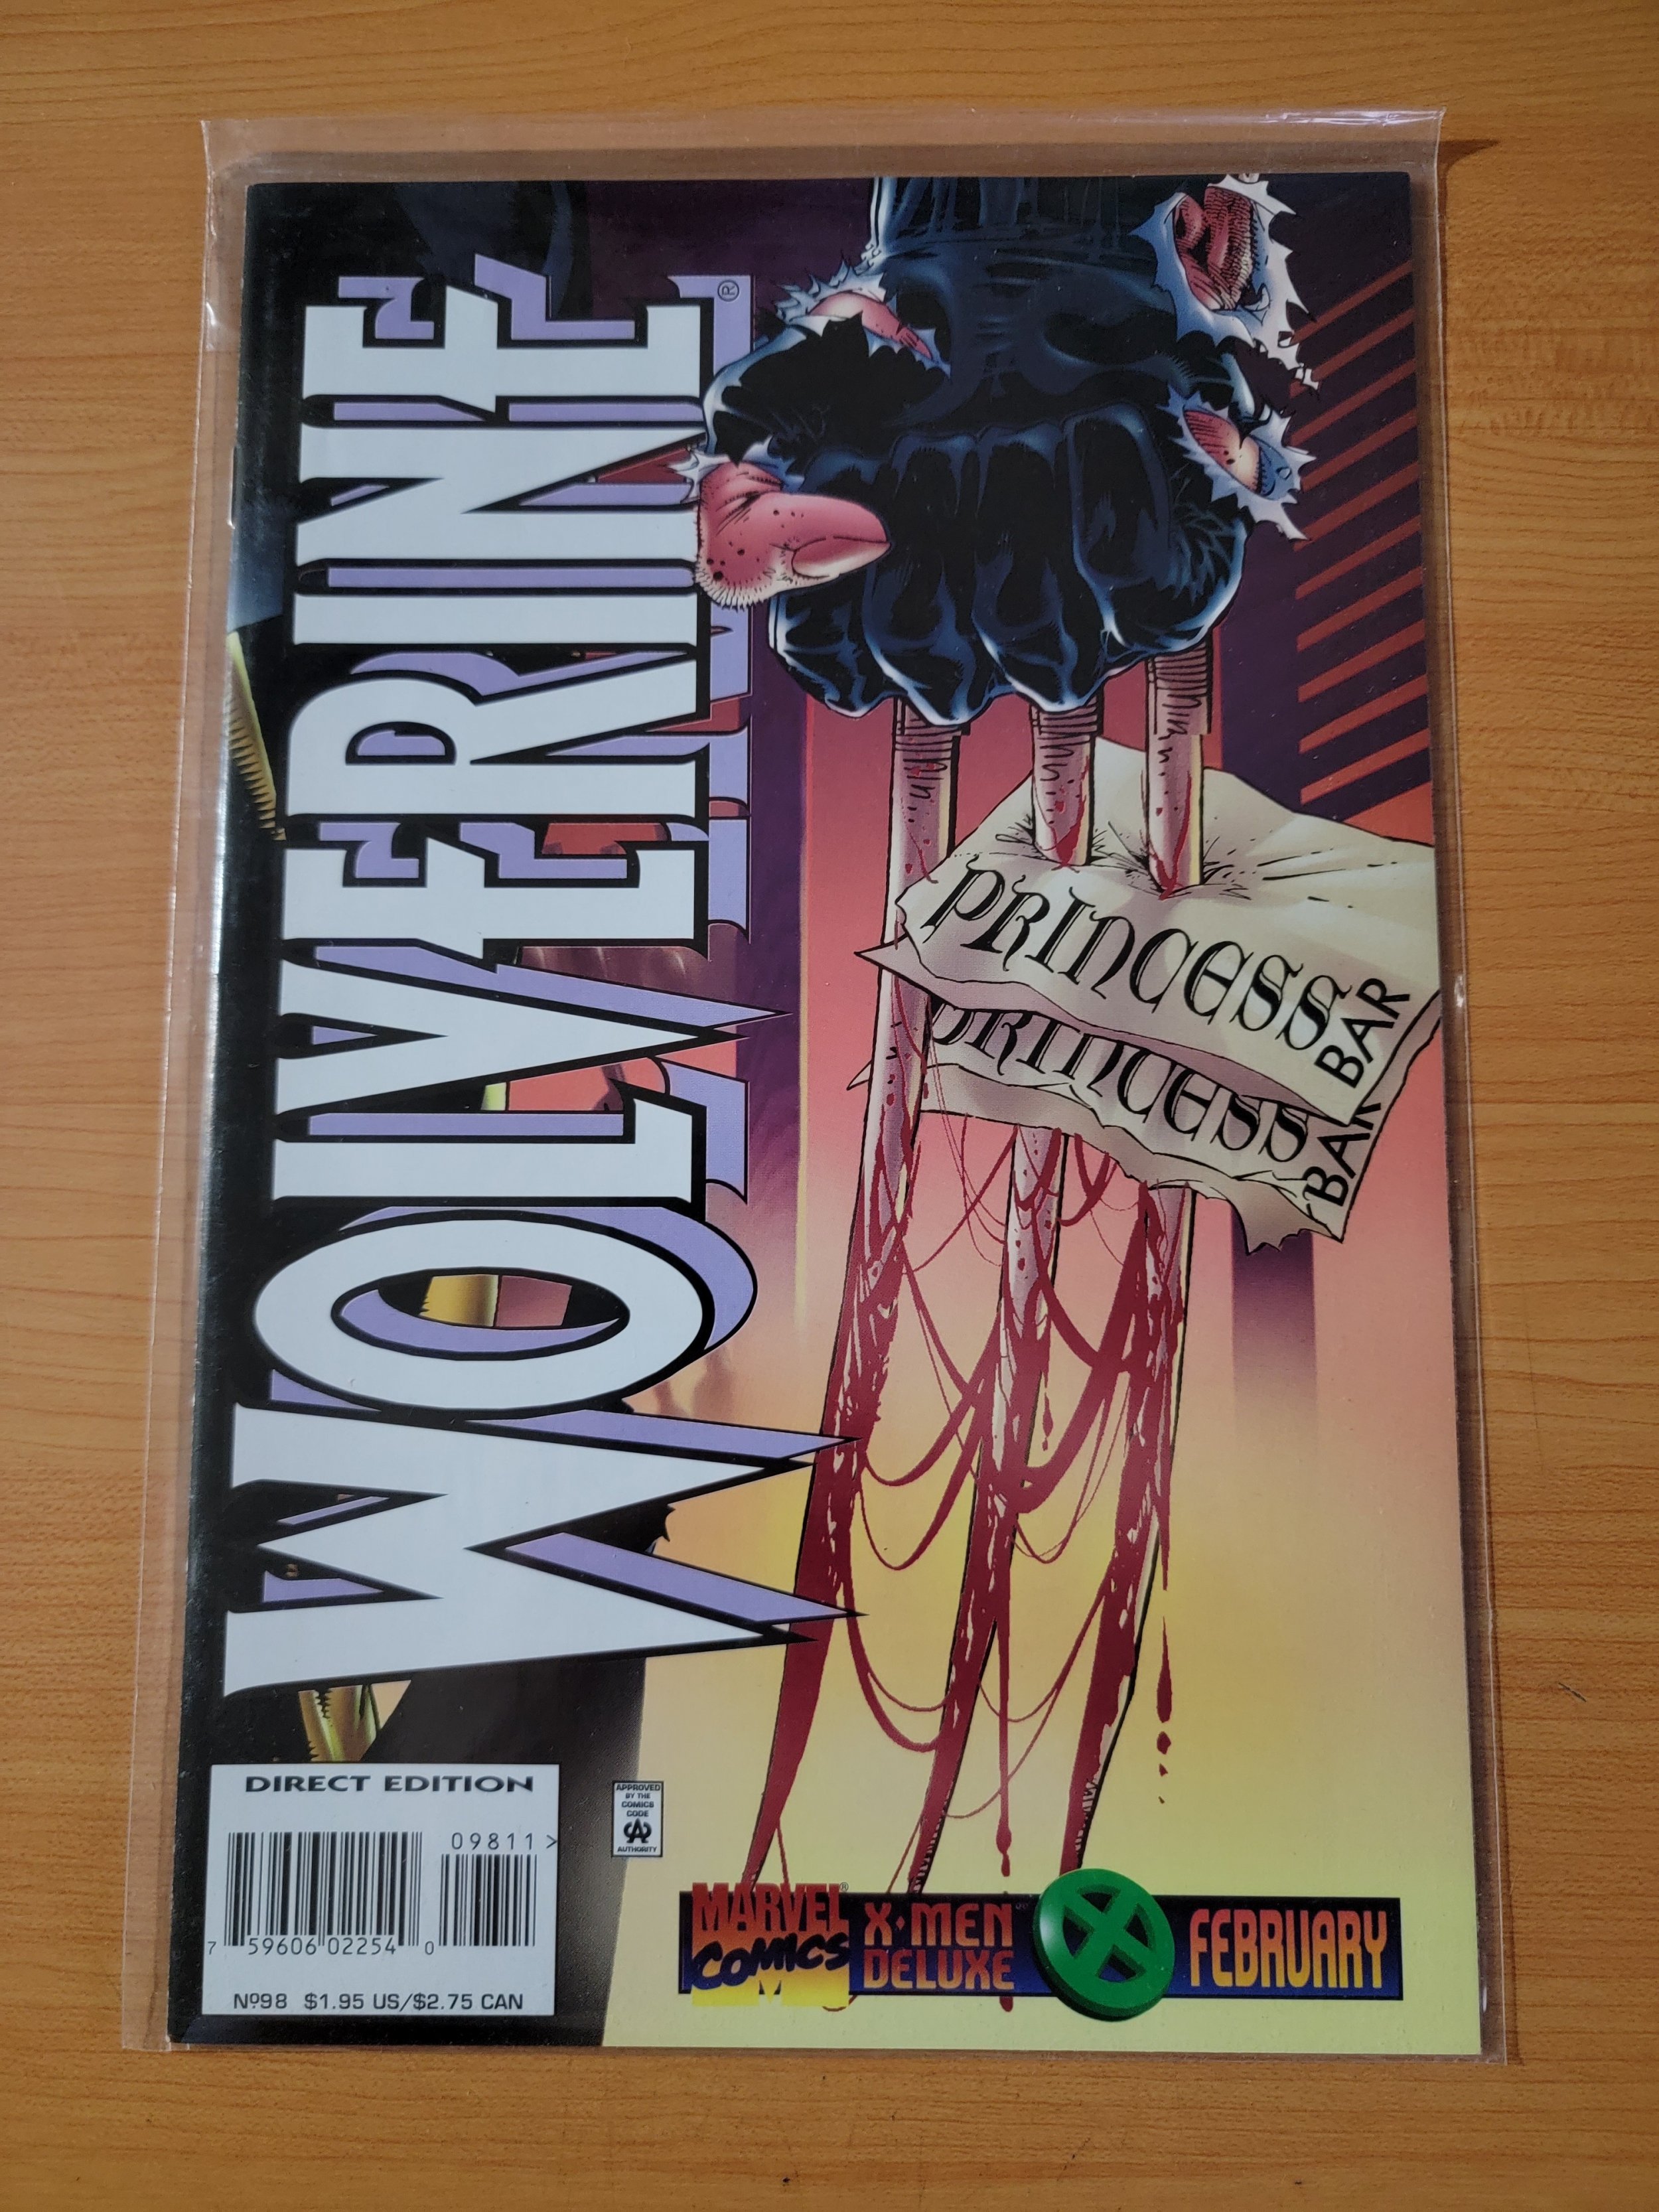 WOLVERINE®
PRINCESS
BAR
PRINCESS
BAR
DIRECT EDITION
09811>
7 59606 02254 0
Nº98 $1.95 US/$2.75 CAN
APPROVED
BY THE
COMICS
CODE
CA
AUTHORITY
MARVEL®
COMICS
X•MEN
DELUXE
FEBRUARY